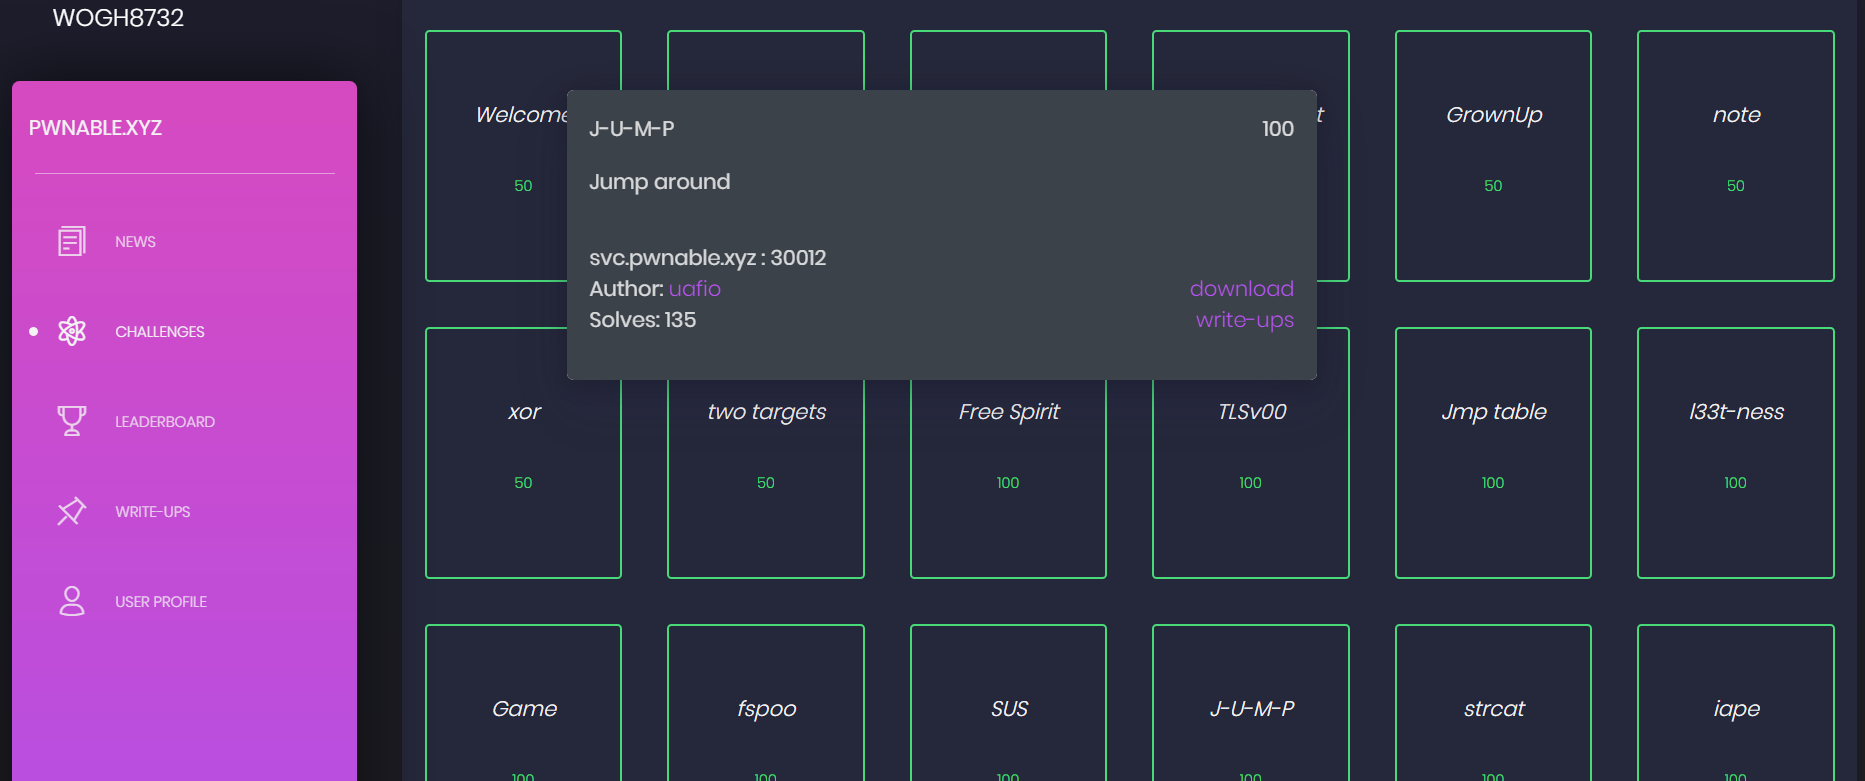 WOGH8732
PWNABLE.XYZ
NEWS
CHALLENGES
LEADERBOARD
WRITE-UPS
USER PROFILE
Welcome
t
GrownUp
note
50
50
50
J-U-M-P
100
Jump around
svc.pwnable.xyz : 30012
Author: uafio
download
Solves: 135
write-ups
xor
two targets
Free Spirit
TLSv00
Jmp table
l33t-ness
50
50
100
100
100
100
Game
fspoo
SUS
J-U-M-P
strcat
iape
100
100
100
100
100
100